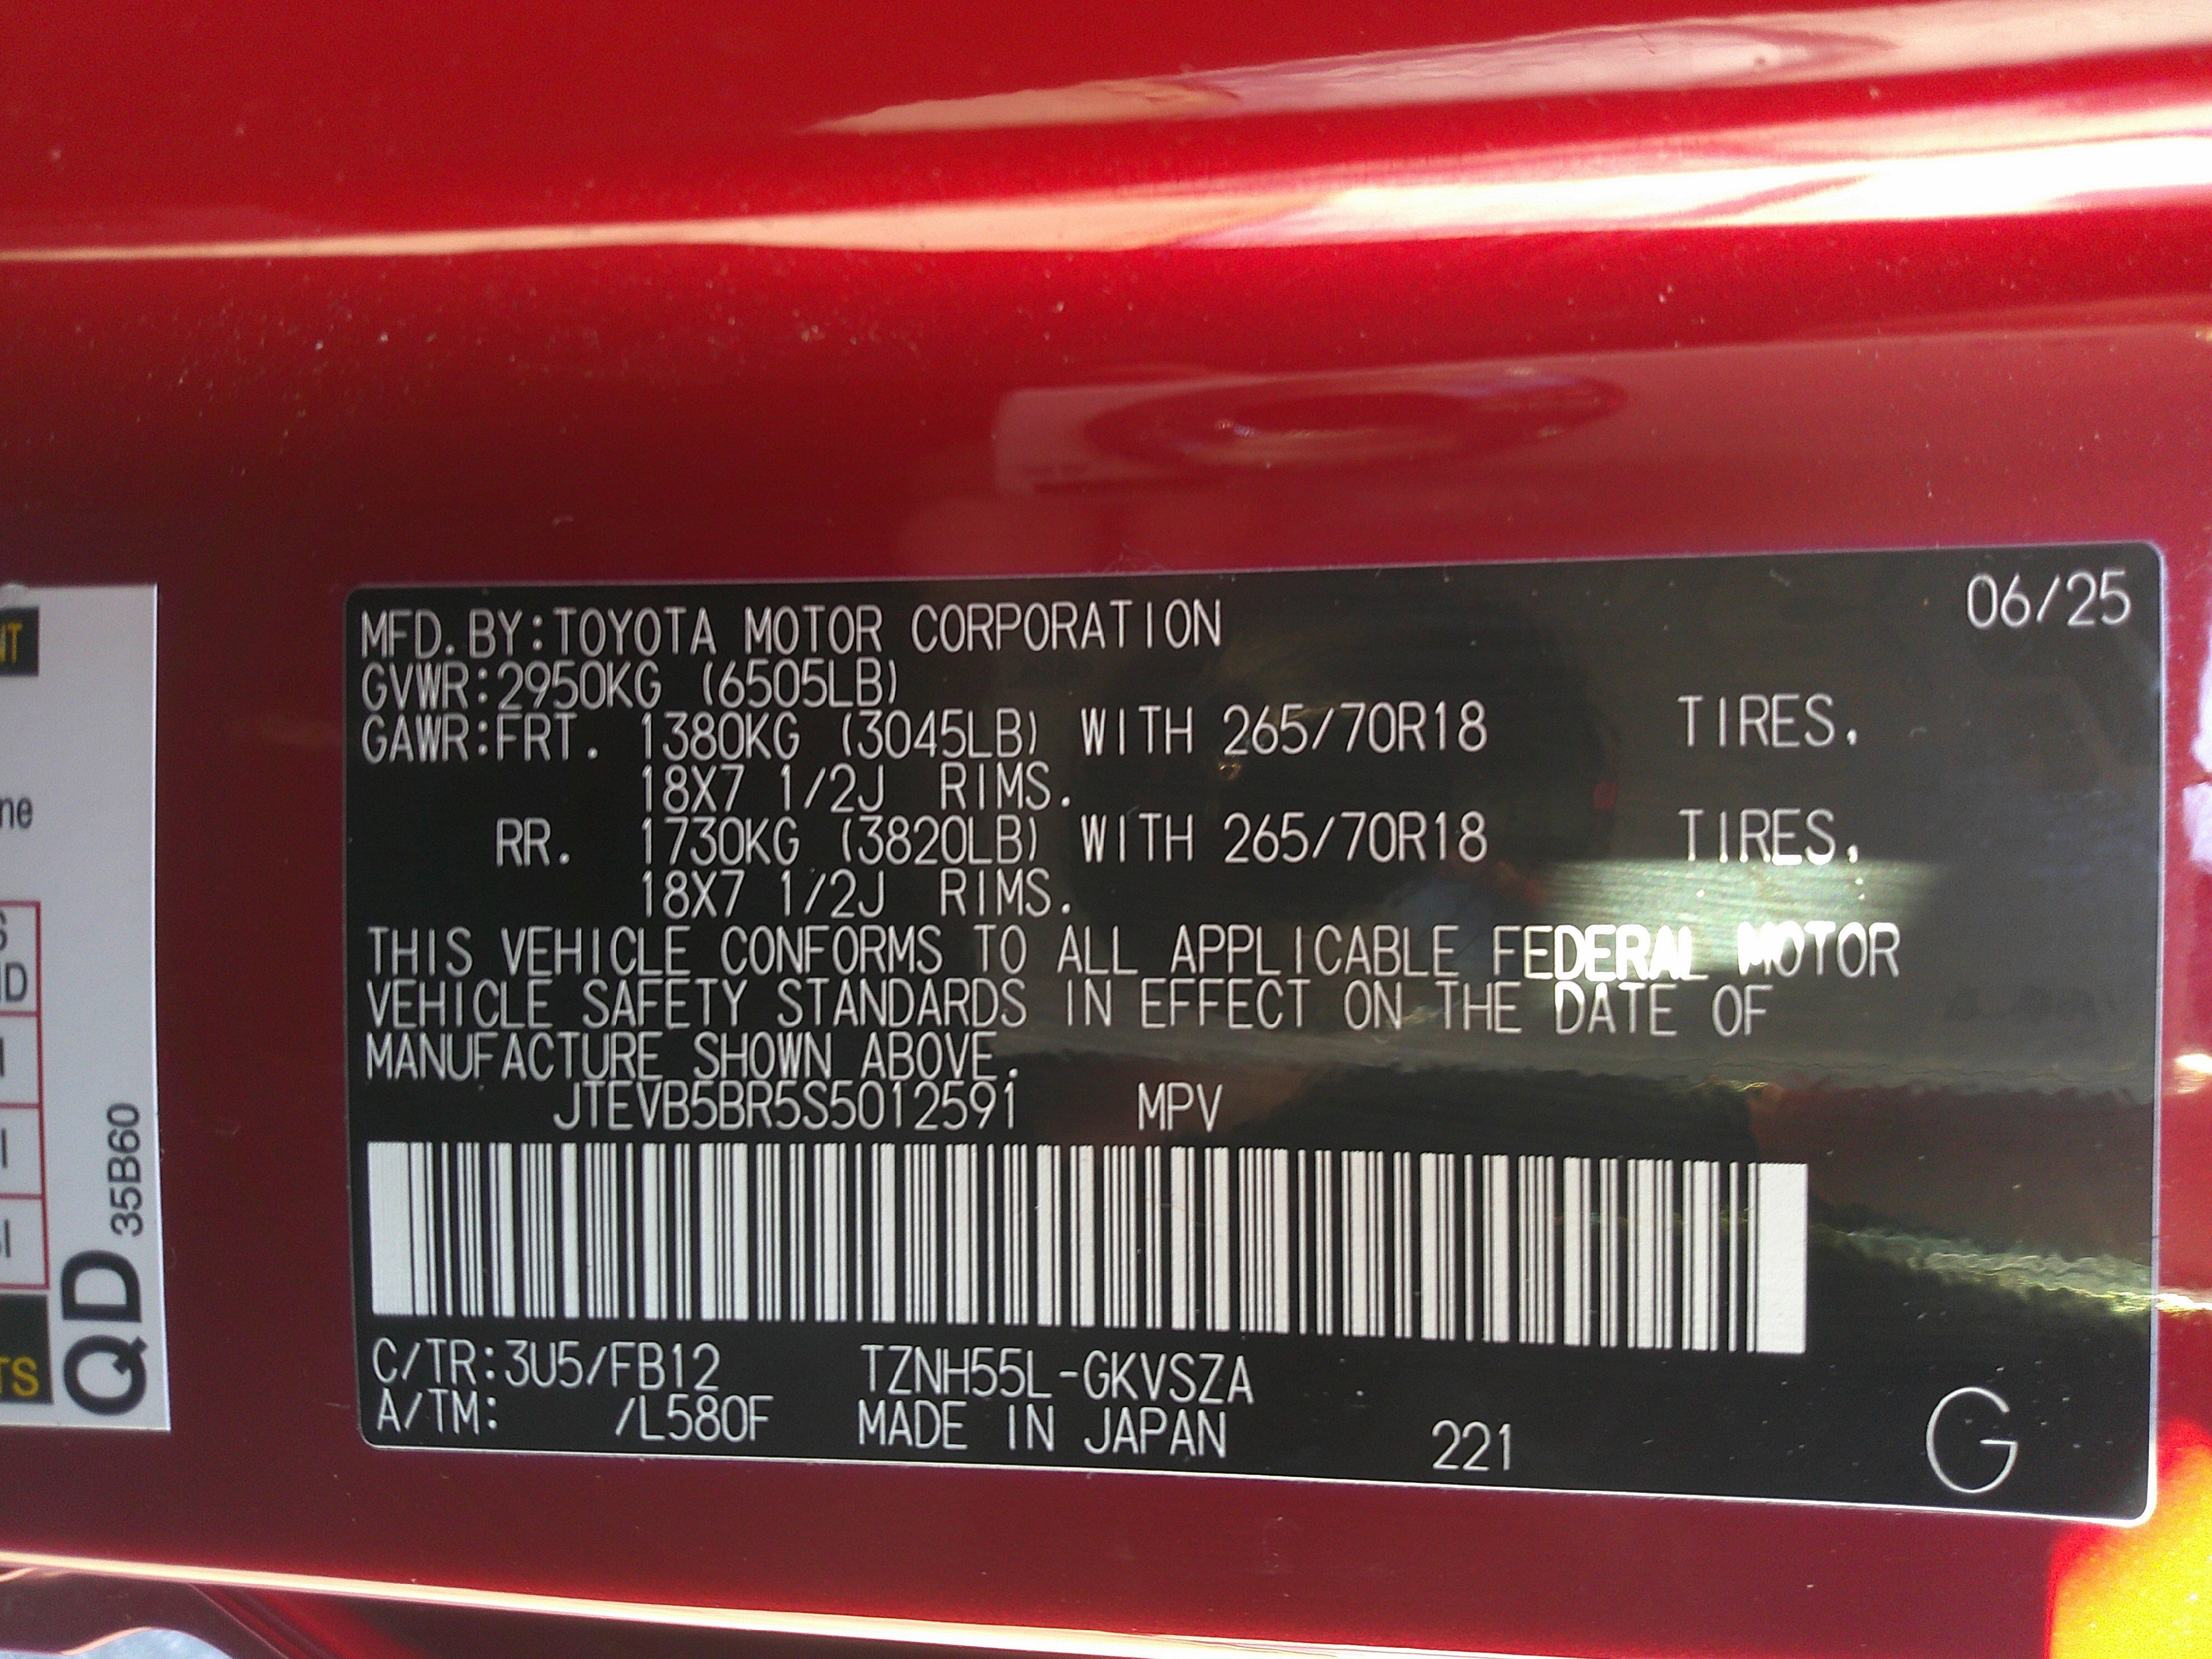 06/25
MFD.BY:TOYOTA MOTOR CORPORATION
GVWR:2950KG (6505LB)
GAWR:FRT. 1380KG (3045LB) WITH 265/70R18 TIRES.
18X7 1/2J RIMS.
RR. 1730KG (3820LB) WITH 265/70R18 TIRES,
18X7 1/2J RIMS.
THIS VEHICLE CONFORMS TO ALL APPLICABLE FEDERAL MOTOR
VEHICLE SAFETY STANDARDS IN EFFECT ON THE DATE OF
MANUFACTURE SHOWN ABOVE.
JTEVB5BR5S5012591 MPV
C/TR:3U5/FB12 TZNH55L-GKVSZA
A/TM: /L580F MADE IN JAPAN 221 G
QD 35B60